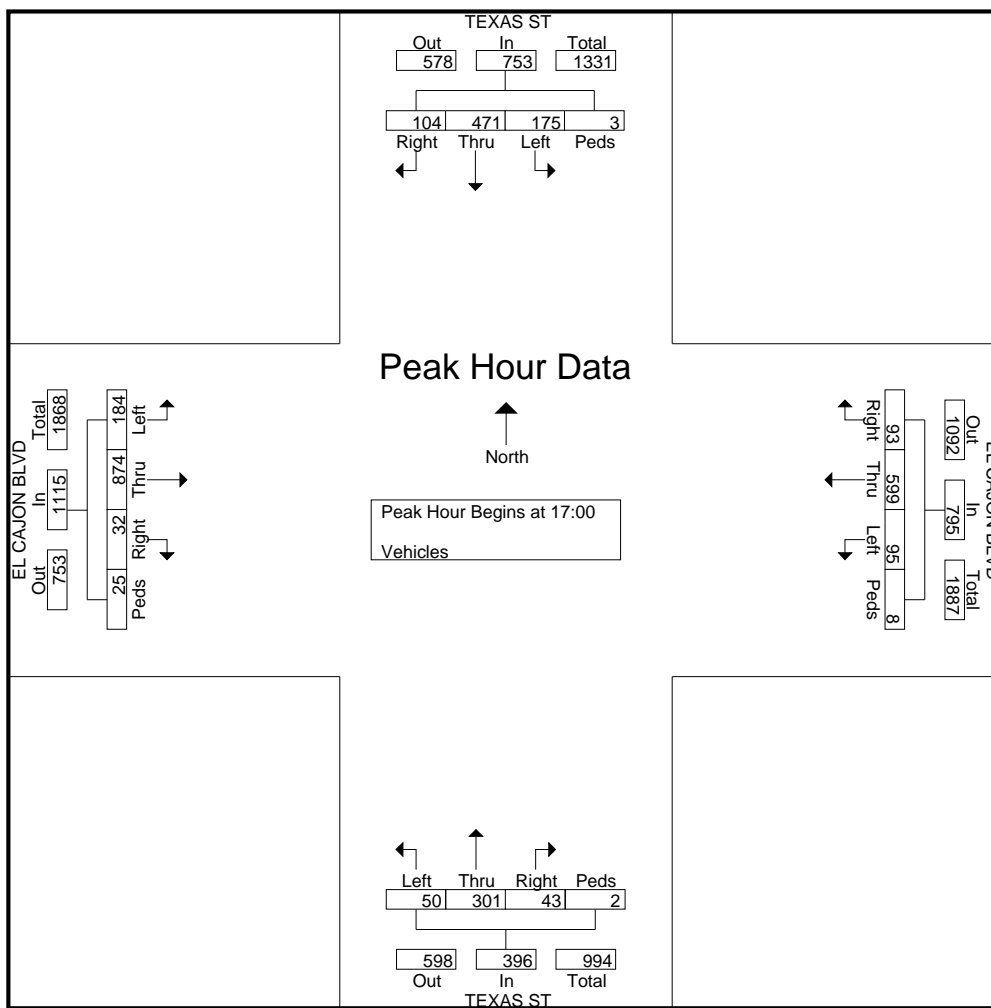 TEXAS ST
Out In Total
578 753 1331
104 471 175 3
Right Thru Left Peds
Peak Hour Data
North
Peak Hour Begins at 17:00
Vehicles
EL CAJON BLVD
Out In Total
753 1115 1868
25 32 874 184
Peds Right Thru Left
EL CAJON BLVD
Out In Total
1092 795 1887
93 599 95 8
Right Thru Left Peds
Left Thru Right Peds
50 301 43 2
598 396 994
Out In Total
TEXAS ST